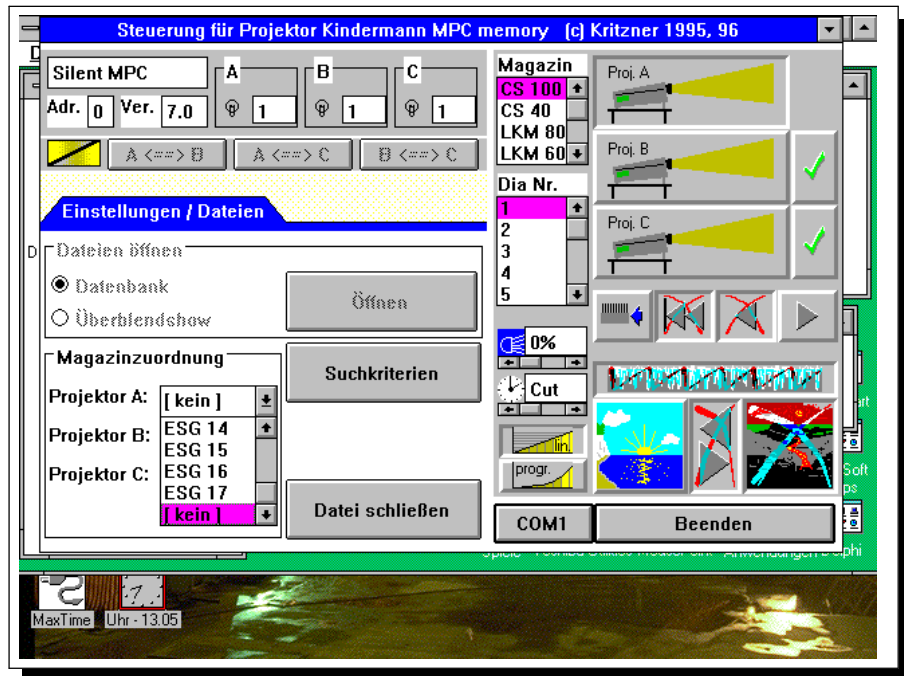 Steuerung für Projektor Kindermann MPC memory (c) Kritzner 1995, 96
Silent MPC
Adr. 0 Ver. 7.0
A B C
1 1 1
A <==> B A <==> C B <==> C
Einstellungen / Dateien
Dateien öffnen
Datenbank
Überblendshow
Öffnen
Magazinzuordnung
Projektor A: [ kein ]
Projektor B:
Projektor C:
ESG 14
ESG 15
ESG 16
ESG 17
[ kein ]
Suchkriterien
Datei schließen
Magazin
CS 100
CS 40
LKM 80
LKM 60
Dia Nr.
1
2
3
4
5
0%
Cut
lin.
progr.
Proj. A
Proj. B
Proj. C
COM1
Beenden
Soft
Anwendungen Delphi
MaxTime
Uhr - 13.05